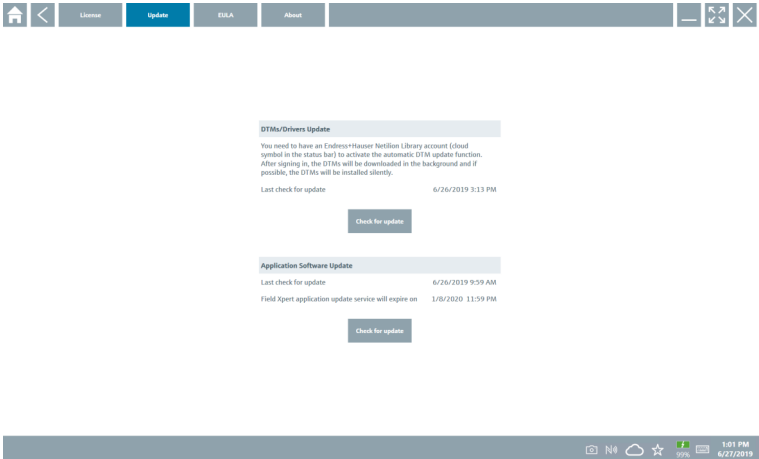 License Update EULA About
DTMs/Drivers Update
You need to have an Endress+Hauser Netilion Library account (cloud
symbol in the status bar) to activate the automatic DTM update function.
After signing in, the DTMs will be downloaded in the background and if
possible, the DTMs will be installed silently.
Last check for update 6/26/2019 3:13 PM
Check for update
Application Software Update
Last check for update 6/26/2019 9:59 AM
Field Xpert application update service will expire on 1/8/2020 11:59 PM
Check for update
1:01 PM
99% 6/27/2019